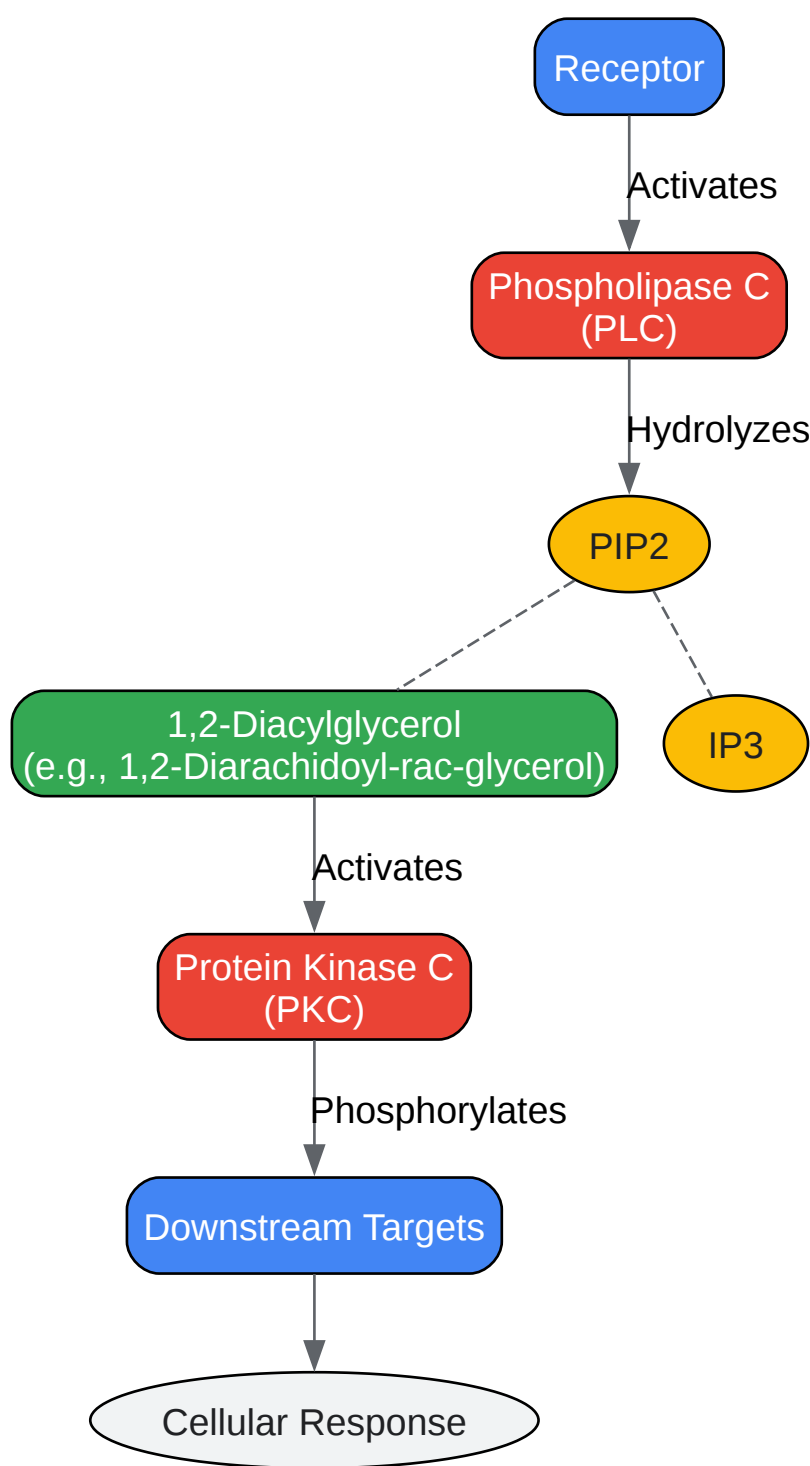 Receptor
Activates
Phospholipase C
(PLC)
Hydrolyzes
PIP2
1,2-Diacylglycerol
(e.g., 1,2-Diarachidoyl-rac-glycerol)
IP3
Activates
Protein Kinase C
(PKC)
Phosphorylates
Downstream Targets
Cellular Response